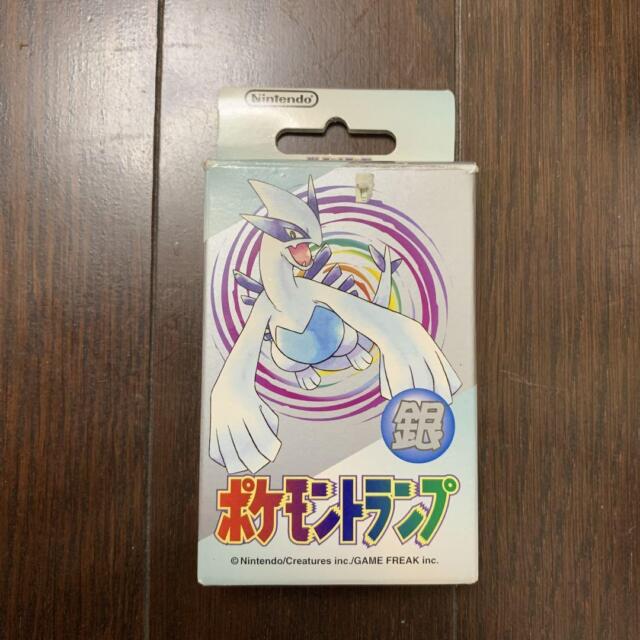 Nintendo
銀
ポケモントランプ
©Nintendo/Creatures inc./GAME FREAK inc.